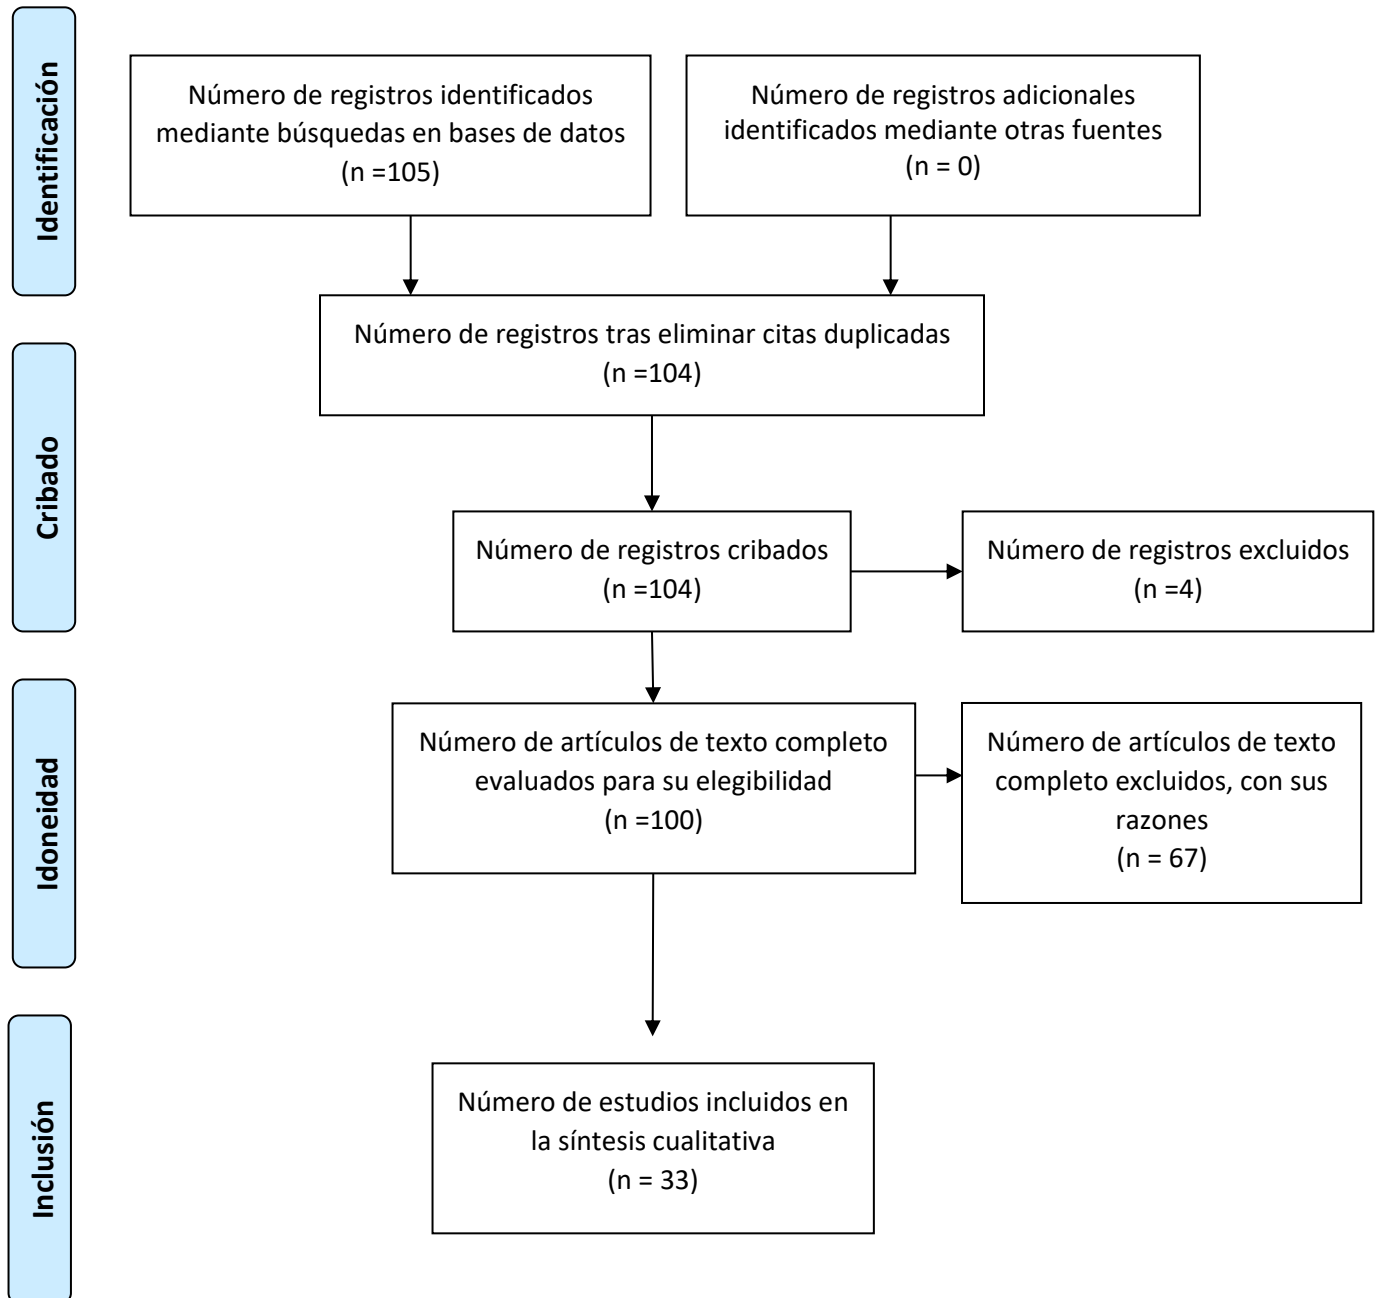 Identificación
Número de registros identificados
mediante búsquedas en bases de datos
(n =105)
Número de registros adicionales
identificados mediante otras fuentes
(n = 0)
Número de registros tras eliminar citas duplicadas
(n =104)
Cribado
Número de registros cribados
(n =104)
Número de registros excluidos
(n =4)
Idoneidad
Número de artículos de texto completo
evaluados para su elegibilidad
(n =100)
Número de artículos de texto
completo excluidos, con sus
razones
(n = 67)
Inclusión
Número de estudios incluidos en
la síntesis cualitativa
(n = 33)